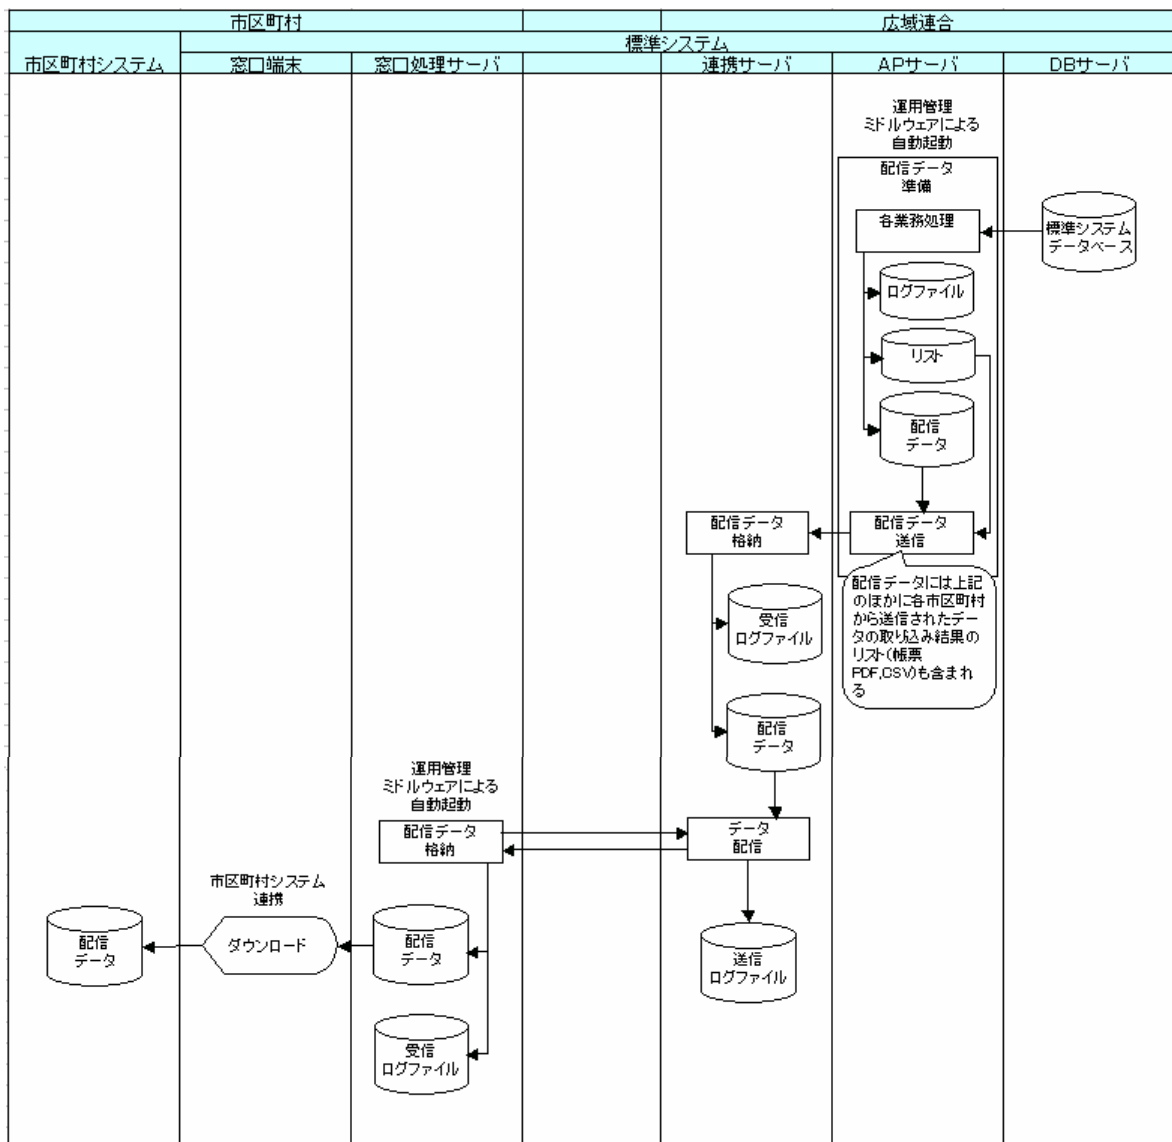 市区町村
広域連合
標準システム
市区町村システム
窓口端末
窓口処理サーバ
連携サーバ
APサーバ
DBサーバ
運用管理
ミドルウェアによる
自動起動
配信データ
準備
各業務処理
標準システム
データベース
ログファイル
リスト
配信
データ
配信データ
格納
配信データ
送信
配信データには上記
のほかに各市区町村
から送信されたデー
タの取り込み結果の
リスト(帳票
PDF,CSV)も含まれ
る
受信
ログファイル
配信
データ
運用管理
ミドルウェアによる
自動起動
配信データ
格納
データ
配信
市区町村システム
連携
配信
データ
ダウンロード
配信
データ
送信
ログファイル
受信
ログファイル